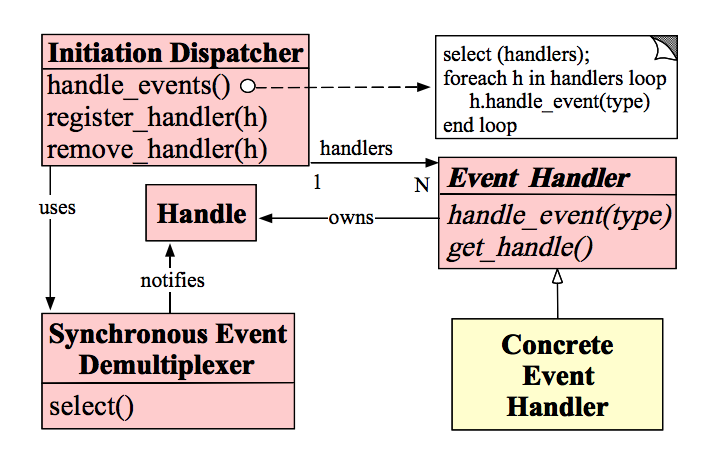 Initiation Dispatcher
handle_events()
register_handler(h)
remove_handler(h)
select (handlers);
foreach h in handlers loop
h.handle_event(type)
end loop
handlers
1
N
Event Handler
handle_event(type)
get_handle()
uses
Handle
owns
notifies
Synchronous Event
Demultiplexer
select()
Concrete
Event
Handler